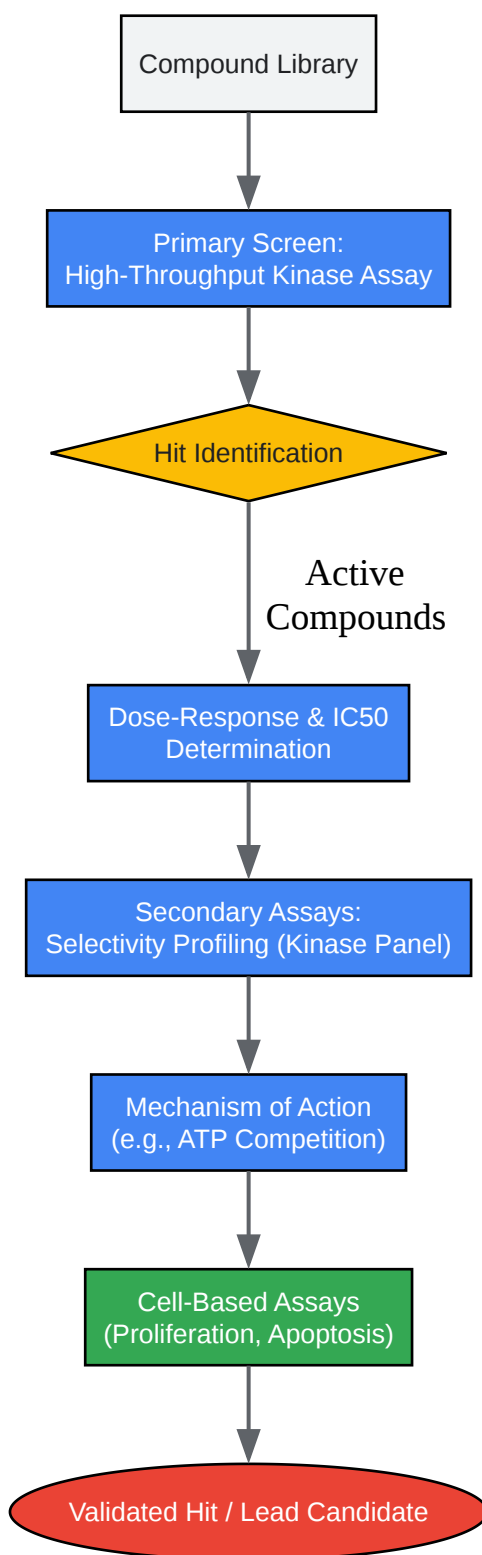 Compound Library
Primary Screen:
High-Throughput Kinase Assay
Hit Identification
Active
Compounds
Dose-Response & IC50
Determination
Secondary Assays:
Selectivity Profiling (Kinase Panel)
Mechanism of Action
(e.g., ATP Competition)
Cell-Based Assays
(Proliferation, Apoptosis)
Validated Hit / Lead Candidate